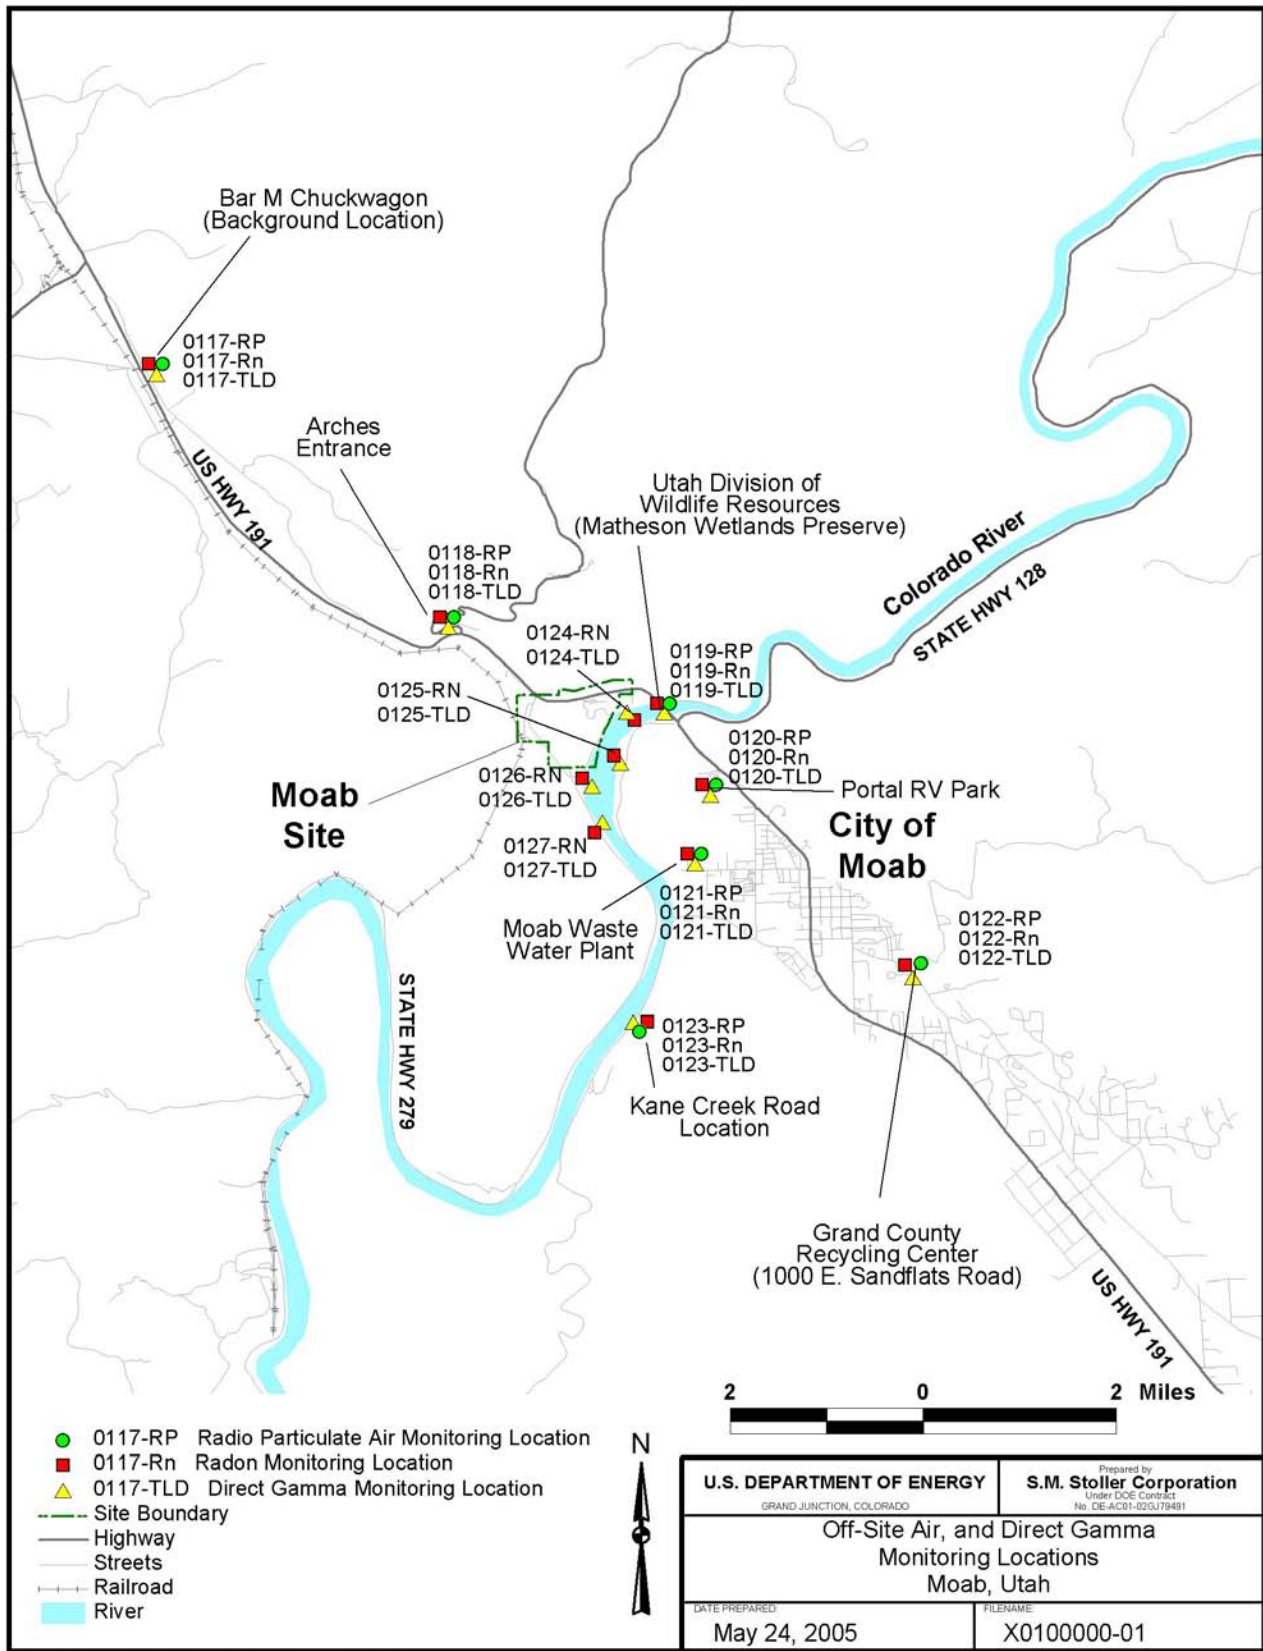 Bar M Chuckwagon
(Background Location)
0117-RP
0117-Rn
0117-TLD
US HWY 191
Arches
Entrance
0118-RP
0118-Rn
0118-TLD
Utah Division of
Wildlife Resources
(Matheson Wetlands Preserve)
Colorado River
STATE HWY 128
0124-RN
0124-TLD
0119-RP
0119-Rn
0119-TLD
0125-RN
0125-TLD
0120-RP
0120-Rn
0120-TLD
Portal RV Park
0126-RN
0126-TLD
Moab
Site
City of
Moab
0127-RN
0127-TLD
0121-RP
0121-Rn
0121-TLD
Moab Waste
Water Plant
0122-RP
0122-Rn
0122-TLD
STATE HWY 279
0123-RP
0123-Rn
0123-TLD
Kane Creek Road
Location
Grand County
Recycling Center
(1000 E. Sandflats Road)
US HWY 191
2 0 2 Miles
0117-RP Radio Particulate Air Monitoring Location
0117-Rn Radon Monitoring Location
0117-TLD Direct Gamma Monitoring Location
Site Boundary
Highway
Streets
Railroad
River
N
U.S. DEPARTMENT OF ENERGY
GRAND JUNCTION, COLORADO
Prepared by
S.M. Stoller Corporation
Under DOE Contract
No. DE-AC01-02GJ79491
Off-Site Air, and Direct Gamma
Monitoring Locations
Moab, Utah
DATE PREPARED:
May 24, 2005
FILENAME:
X0100000-01